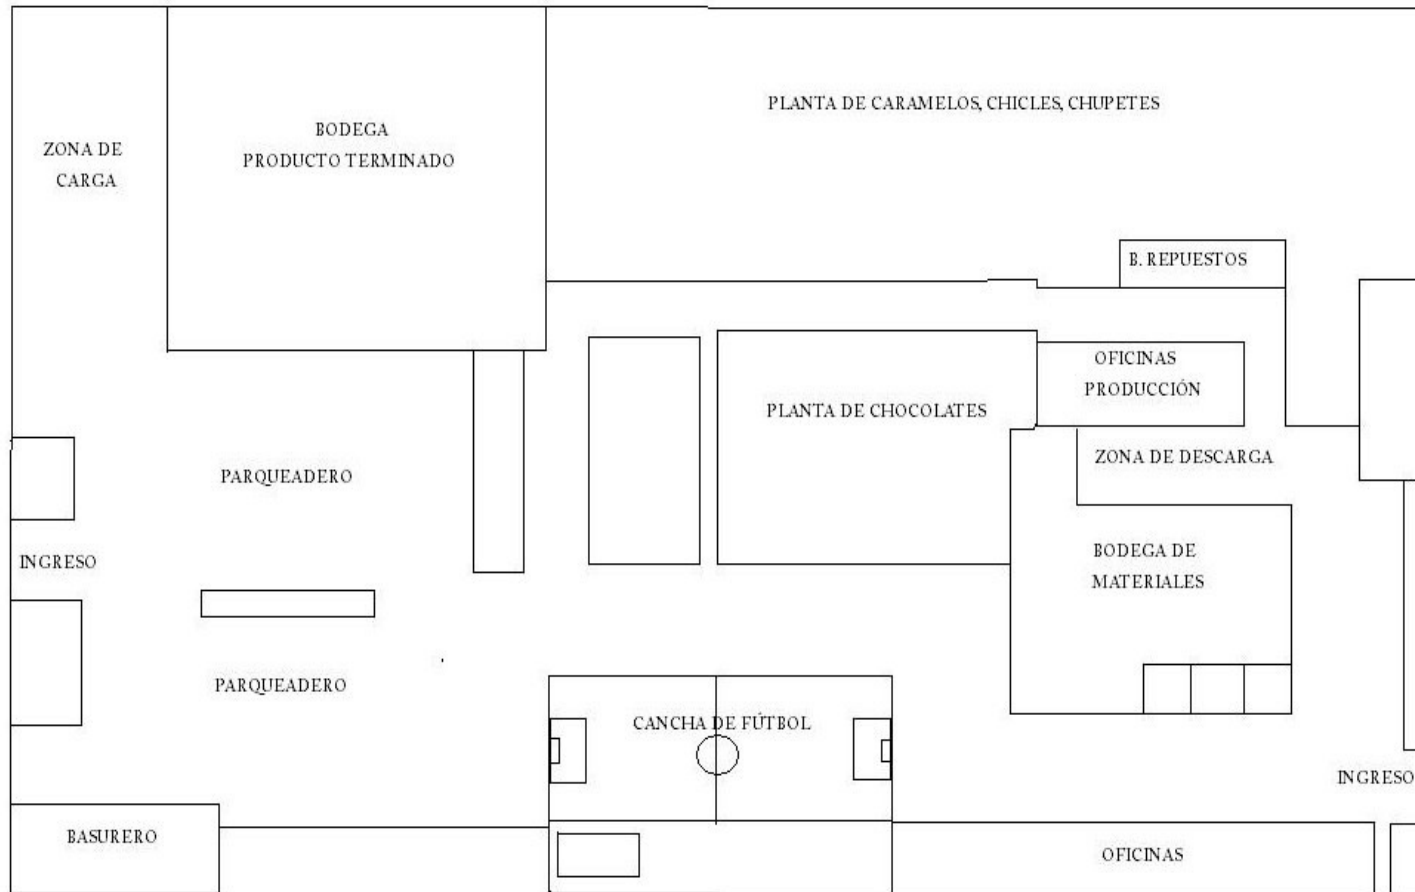 PLANTA DE CARAMELOS, CHICLES, CHUPETES
BODEGA
PRODUCTO TERMINADO
ZONA DE
CARGA
B. REPUESTOS
OFICINAS
PRODUCCIÓN
PLANTA DE CHOCOLATES
ZONA DE DESCARGA
PARQUEADERO
INGRESO
BODEGA DE
MATERIALES
PARQUEADERO
CANCHA DE FÚTBOL
INGRESO
BASURERO
OFICINAS